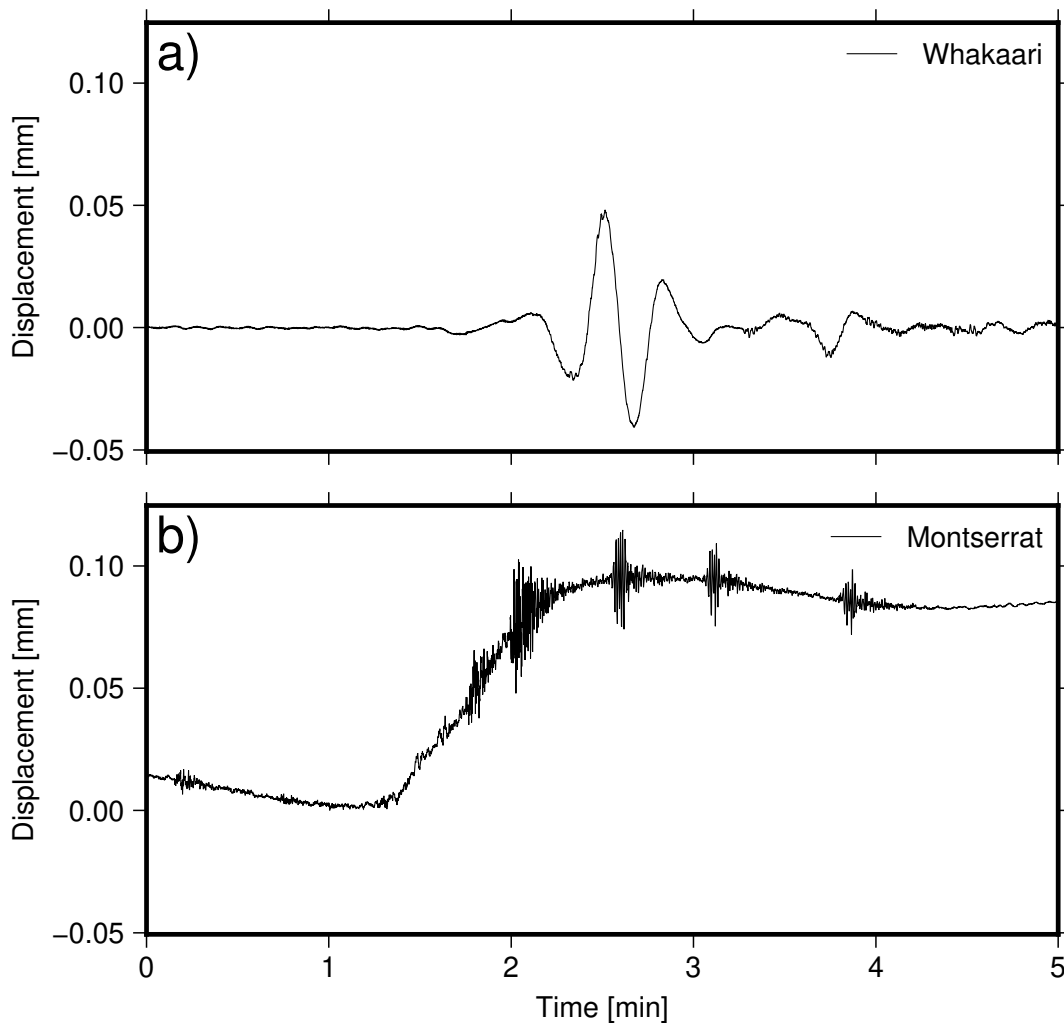 a)
Whakaari
0.10
0.05
0.00
−0.05
Displacement [mm]
b)
Montserrat
0.10
0.05
0.00
−0.05
Displacement [mm]
0 1 2 3 4 5
Time [min]